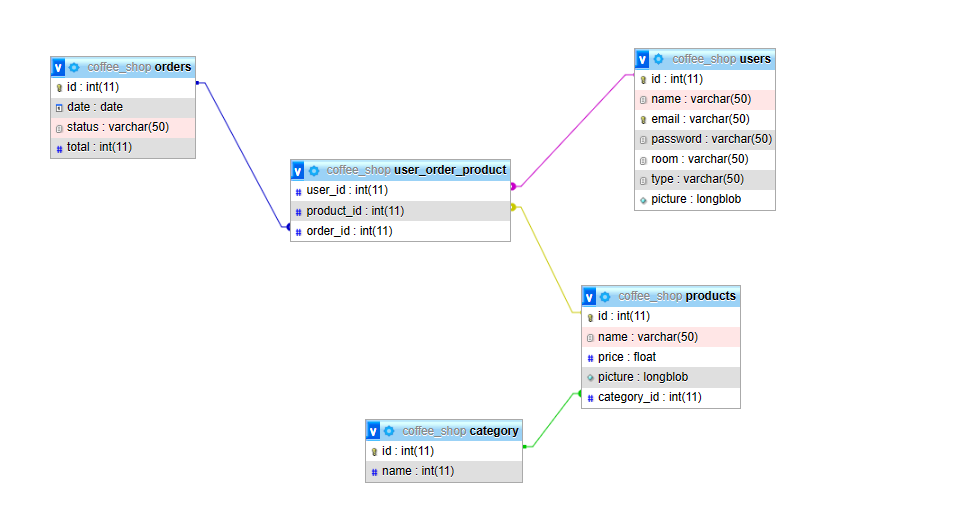 coffee_shop orders
id : int(11)
date : date
status : varchar(50)
total : int(11)
coffee_shop user_order_product
user_id : int(11)
product_id : int(11)
order_id : int(11)
coffee_shop users
id : int(11)
name : varchar(50)
email : varchar(50)
password : varchar(50)
room : varchar(50)
type : varchar(50)
picture : longblob
coffee_shop products
id : int(11)
name : varchar(50)
price : float
picture : longblob
category_id : int(11)
coffee_shop category
id : int(11)
name : int(11)